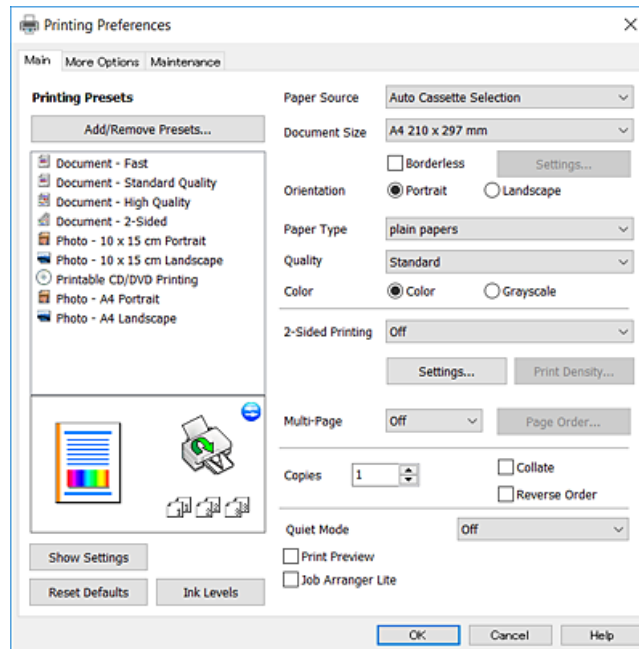 Printing Preferences
Main More Options Maintenance
Printing Presets
Add/Remove Presets...
Document - Fast
Document - Standard Quality
Document - High Quality
Document - 2-Sided
Photo - 10 x 15 cm Portrait
Photo - 10 x 15 cm Landscape
Printable CD/DVD Printing
Photo - A4 Portrait
Photo - A4 Landscape
Show Settings
Reset Defaults Ink Levels
Paper Source Auto Cassette Selection
Document Size A4 210 x 297 mm
Borderless Settings...
Orientation Portrait Landscape
Paper Type plain papers
Quality Standard
Color Color Grayscale
2-Sided Printing Off
Settings... Print Density...
Multi-Page Off Page Order...
Copies 1 Collate
Reverse Order
Quiet Mode Off
Print Preview
Job Arranger Lite
OK Cancel Help